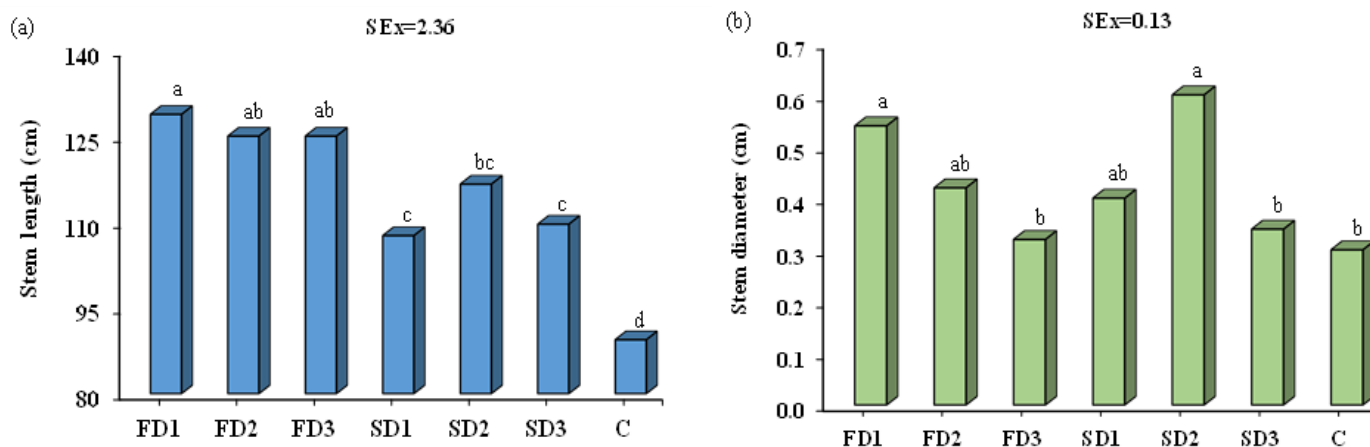 (a)
SEx=2.36
Stem length (cm)
140
125
110
95
80
a
ab
ab
c
bc
c
d
FD1 FD2 FD3 SD1 SD2 SD3 C
(b)
SEx=0.13
Stem diameter (cm)
0.7
0.6
0.5
0.4
0.3
0.2
0.1
0.0
a
ab
b
ab
a
b
b
FD1 FD2 FD3 SD1 SD2 SD3 C